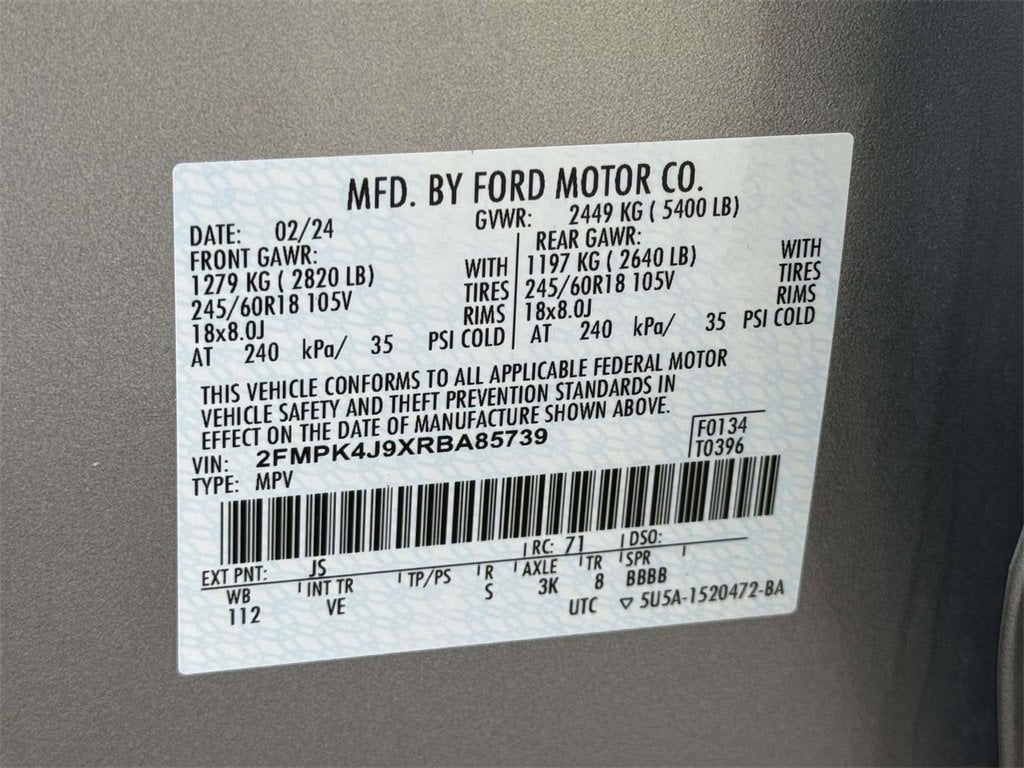 MFD. BY FORD MOTOR CO.
DATE: 02/24 GVWR: 2449 KG ( 5400 LB)
FRONT GAWR: REAR GAWR:
1279 KG ( 2820 LB) WITH 1197 KG ( 2640 LB) WITH
245/60R18 105V TIRES 245/60R18 105V TIRES
18x8.0J RIMS 18x8.0J RIMS
AT 240 kPa/ 35 PSI COLD AT 240 kPa/ 35 PSI COLD
THIS VEHICLE CONFORMS TO ALL APPLICABLE FEDERAL MOTOR
VEHICLE SAFETY AND THEFT PREVENTION STANDARDS IN
EFFECT ON THE DATE OF MANUFACTURE SHOWN ABOVE.
VIN: 2FMPK4J9XRBA85739 F0134
TYPE: MPV T0396
EXT PNT: JS RC: 71 DSO:
WB INT TR TP/PS R AXLE TR SPR
112 VE S 3K 8 BBBB
UTC ▽ 5U5A-1520472-BA